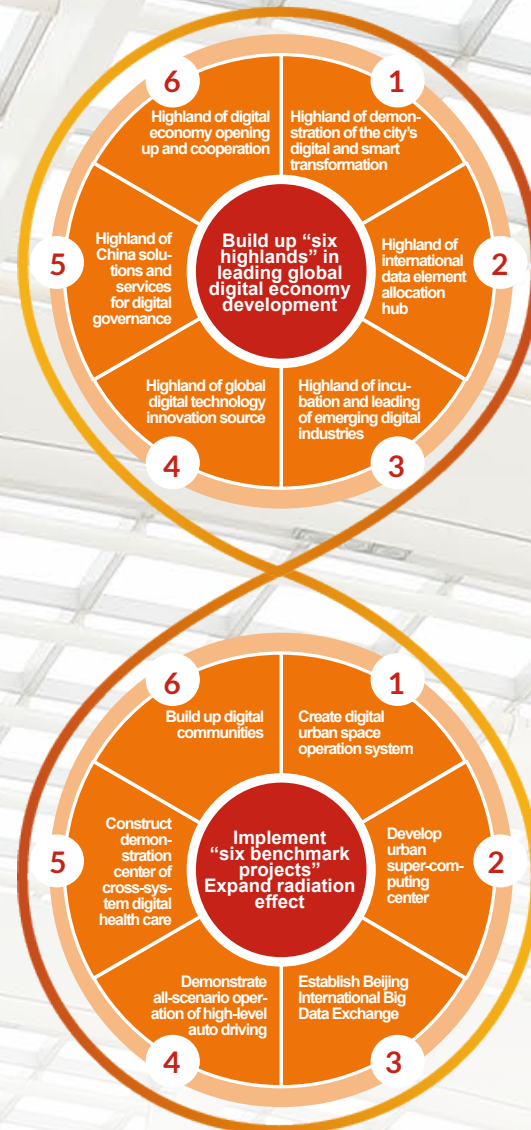 Build up “six
highlands” in
leading global
digital economy
development
1
Highland of demon-
stration of the city’s
digital and smart
transformation
2
Highland of
international
data element
allocation
hub
3
Highland of incu-
bation and leading
of emerging digital
industries
4
Highland of global
digital technology
innovation source
5
Highland of
China solu-
tions and
services
for digital
governance
6
Highland of digital
economy opening
up and cooperation
Implement
“six benchmark
projects”
Expand radiation
effect
1
Create digital
urban space
operation system
2
Develop
urban
super-com-
puting
center
3
Establish Beijing
International Big
Data Exchange
4
Demonstrate
all-scenario oper-
ation of high-level
auto driving
5
Construct
demon-
stration
center of
cross-sys-
tem digital
health care
6
Build up digital
communities